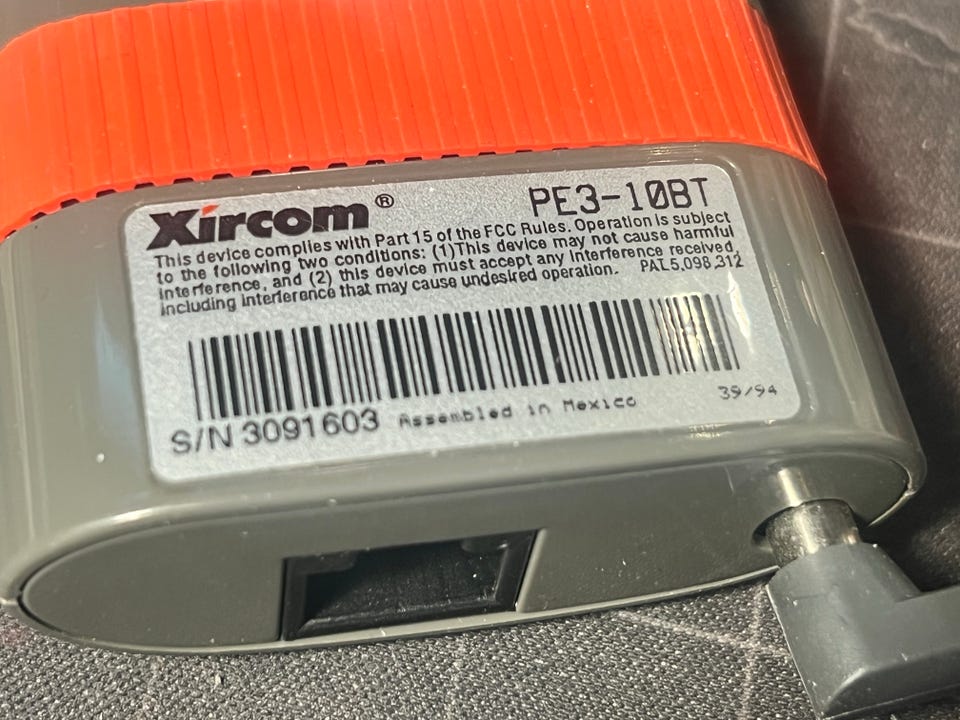 Xircom® PE3-10BT
This device complies with Part 15 of the FCC Rules. Operation is subject
to the following two conditions: (1)This device may not cause harmful
interference, and (2) this device must accept any interference received,
including interference that may cause undesired operation. PAT.5,098,312
S/N 3091603 Assembled in Mexico 39/94